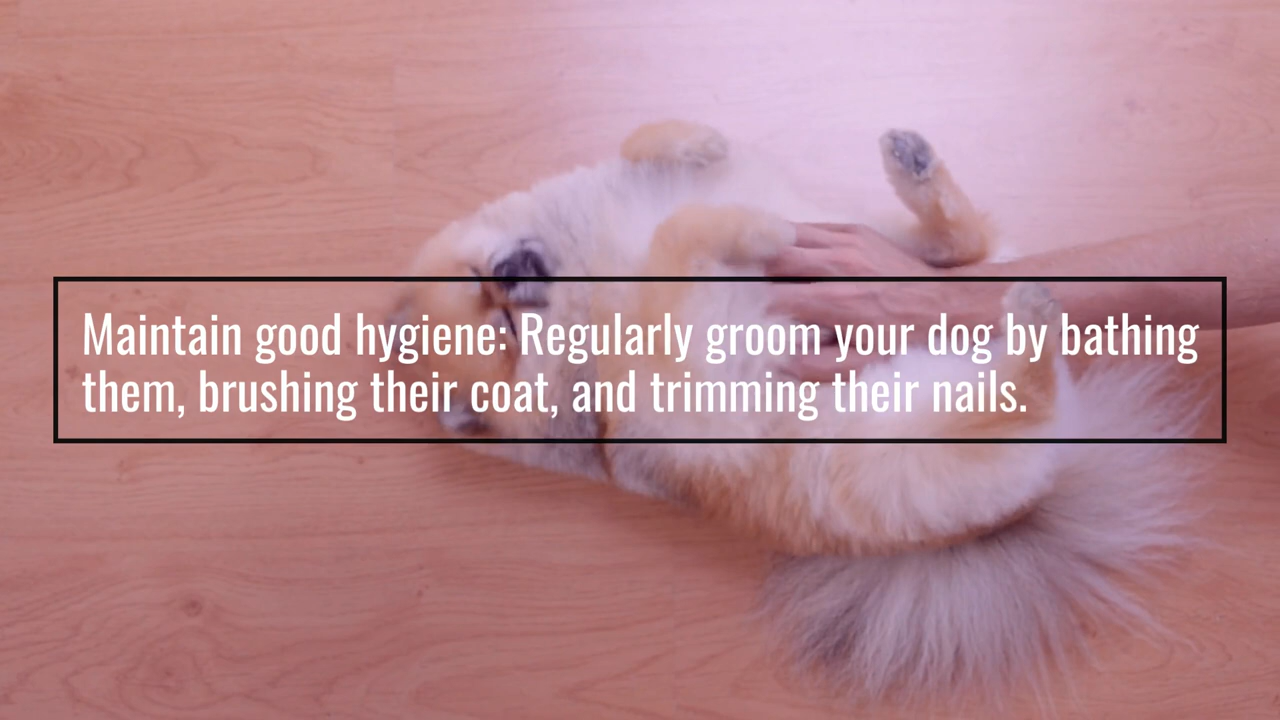 Maintain good hygiene: Regularly groom your dog by bathing
them, brushing their coat, and trimming their nails.